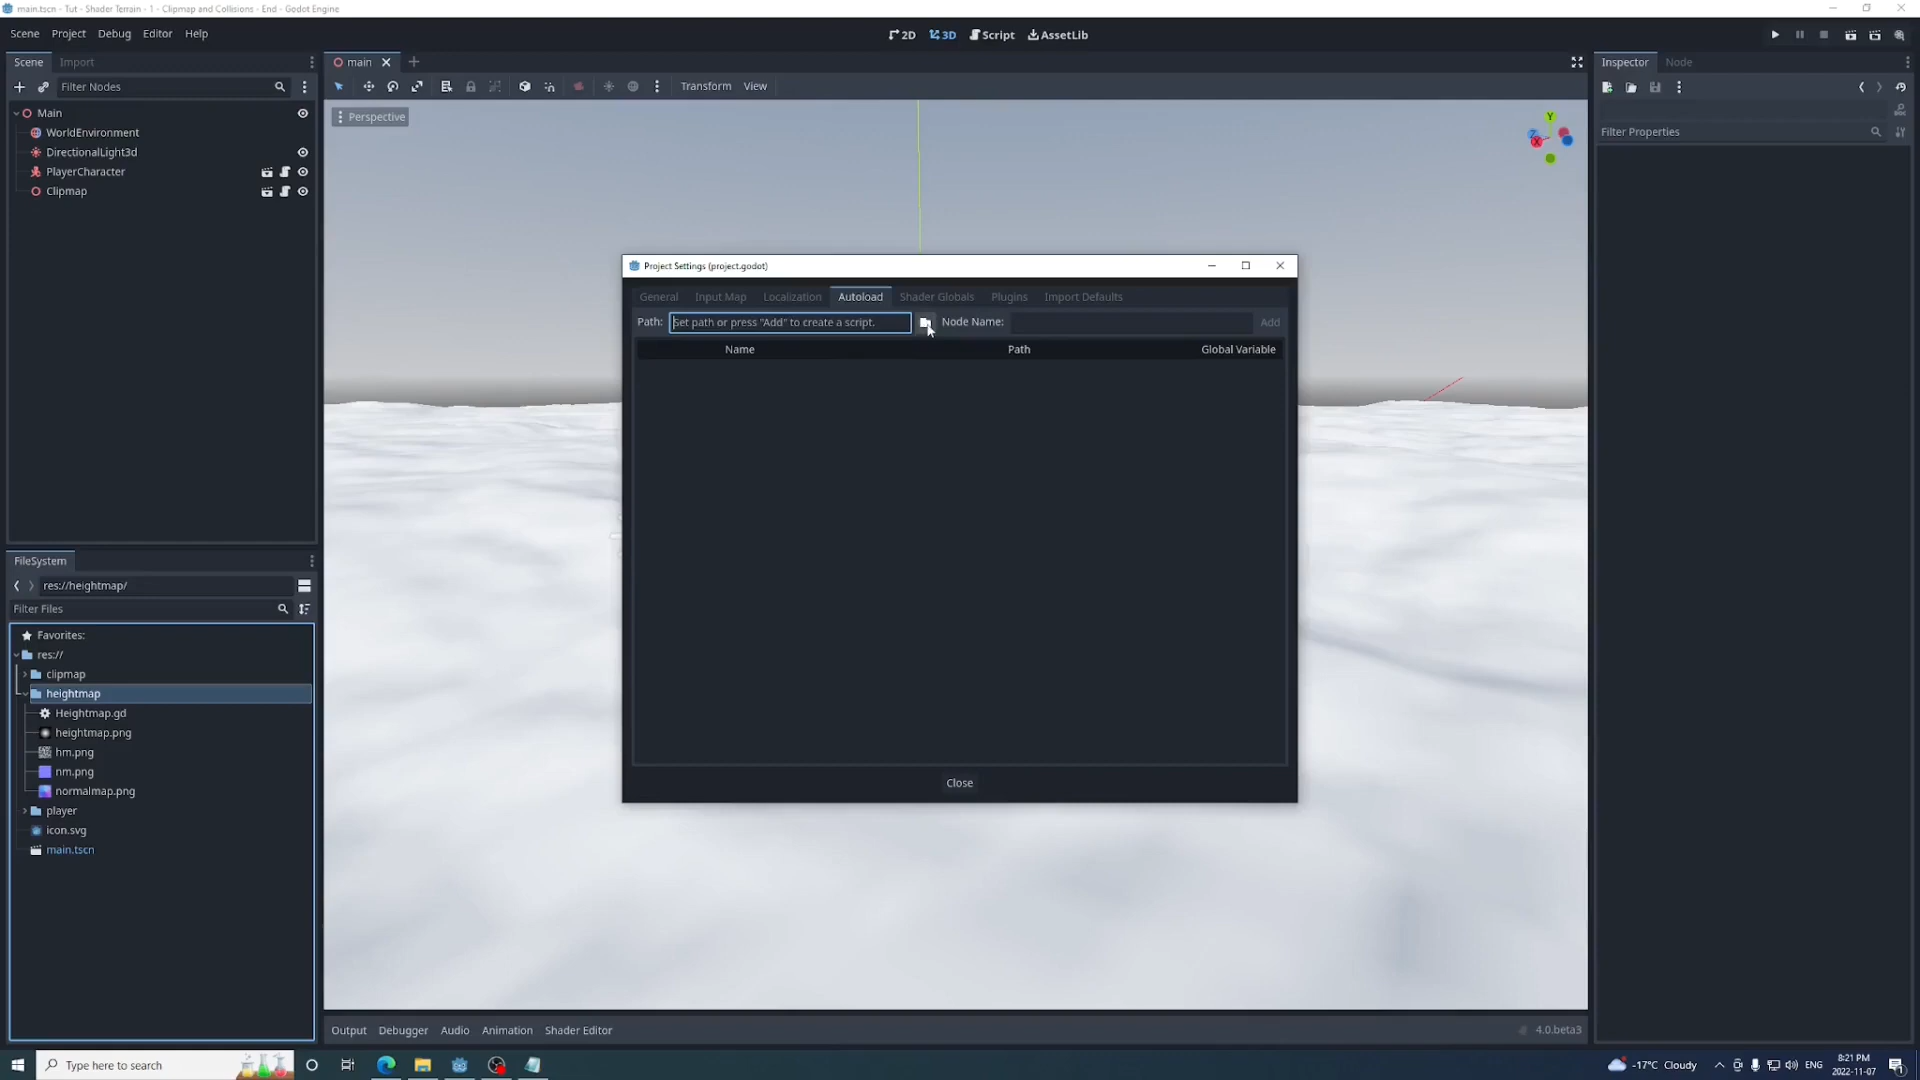 main.tscn - Tut - Shader Terrain - 1 - Clipmap and Collisions - End - Godot Engine
Scene Project Debug Editor Help
2D 3D Script AssetLib
Scene Import
main
Inspector Node
Filter Nodes
Transform View
Main
WorldEnvironment
DirectionalLight3d
PlayerCharacter
Clipmap
Perspective
Y
Z
X
Filter Properties
Project Settings (project.godot)
General Input Map Localization Autoload Shader Globals Plugins Import Defaults
Path: Set path or press "Add" to create a script. Node Name: Add
Name Path Global Variable
Close
FileSystem
res://heightmap/
Filter Files
Favorites:
res://
clipmap
heightmap
Heightmap.gd
heightmap.png
hm.png
nm.png
normalmap.png
player
icon.svg
main.tscn
Output Debugger Audio Animation Shader Editor
4.0.beta3
Type here to search
-17°C Cloudy
ENG
8:21 PM
2022-11-07